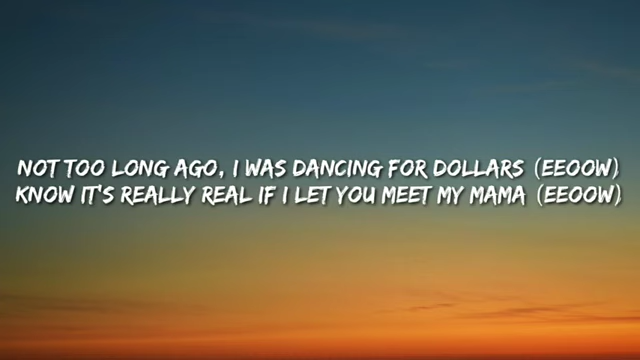 NOT TOO LONG AGO, I WAS DANCING FOR DOLLARS (EEOOW)
KNOW IT'S REALLY REAL IF I LET YOU MEET MY MAMA (EEOOW)